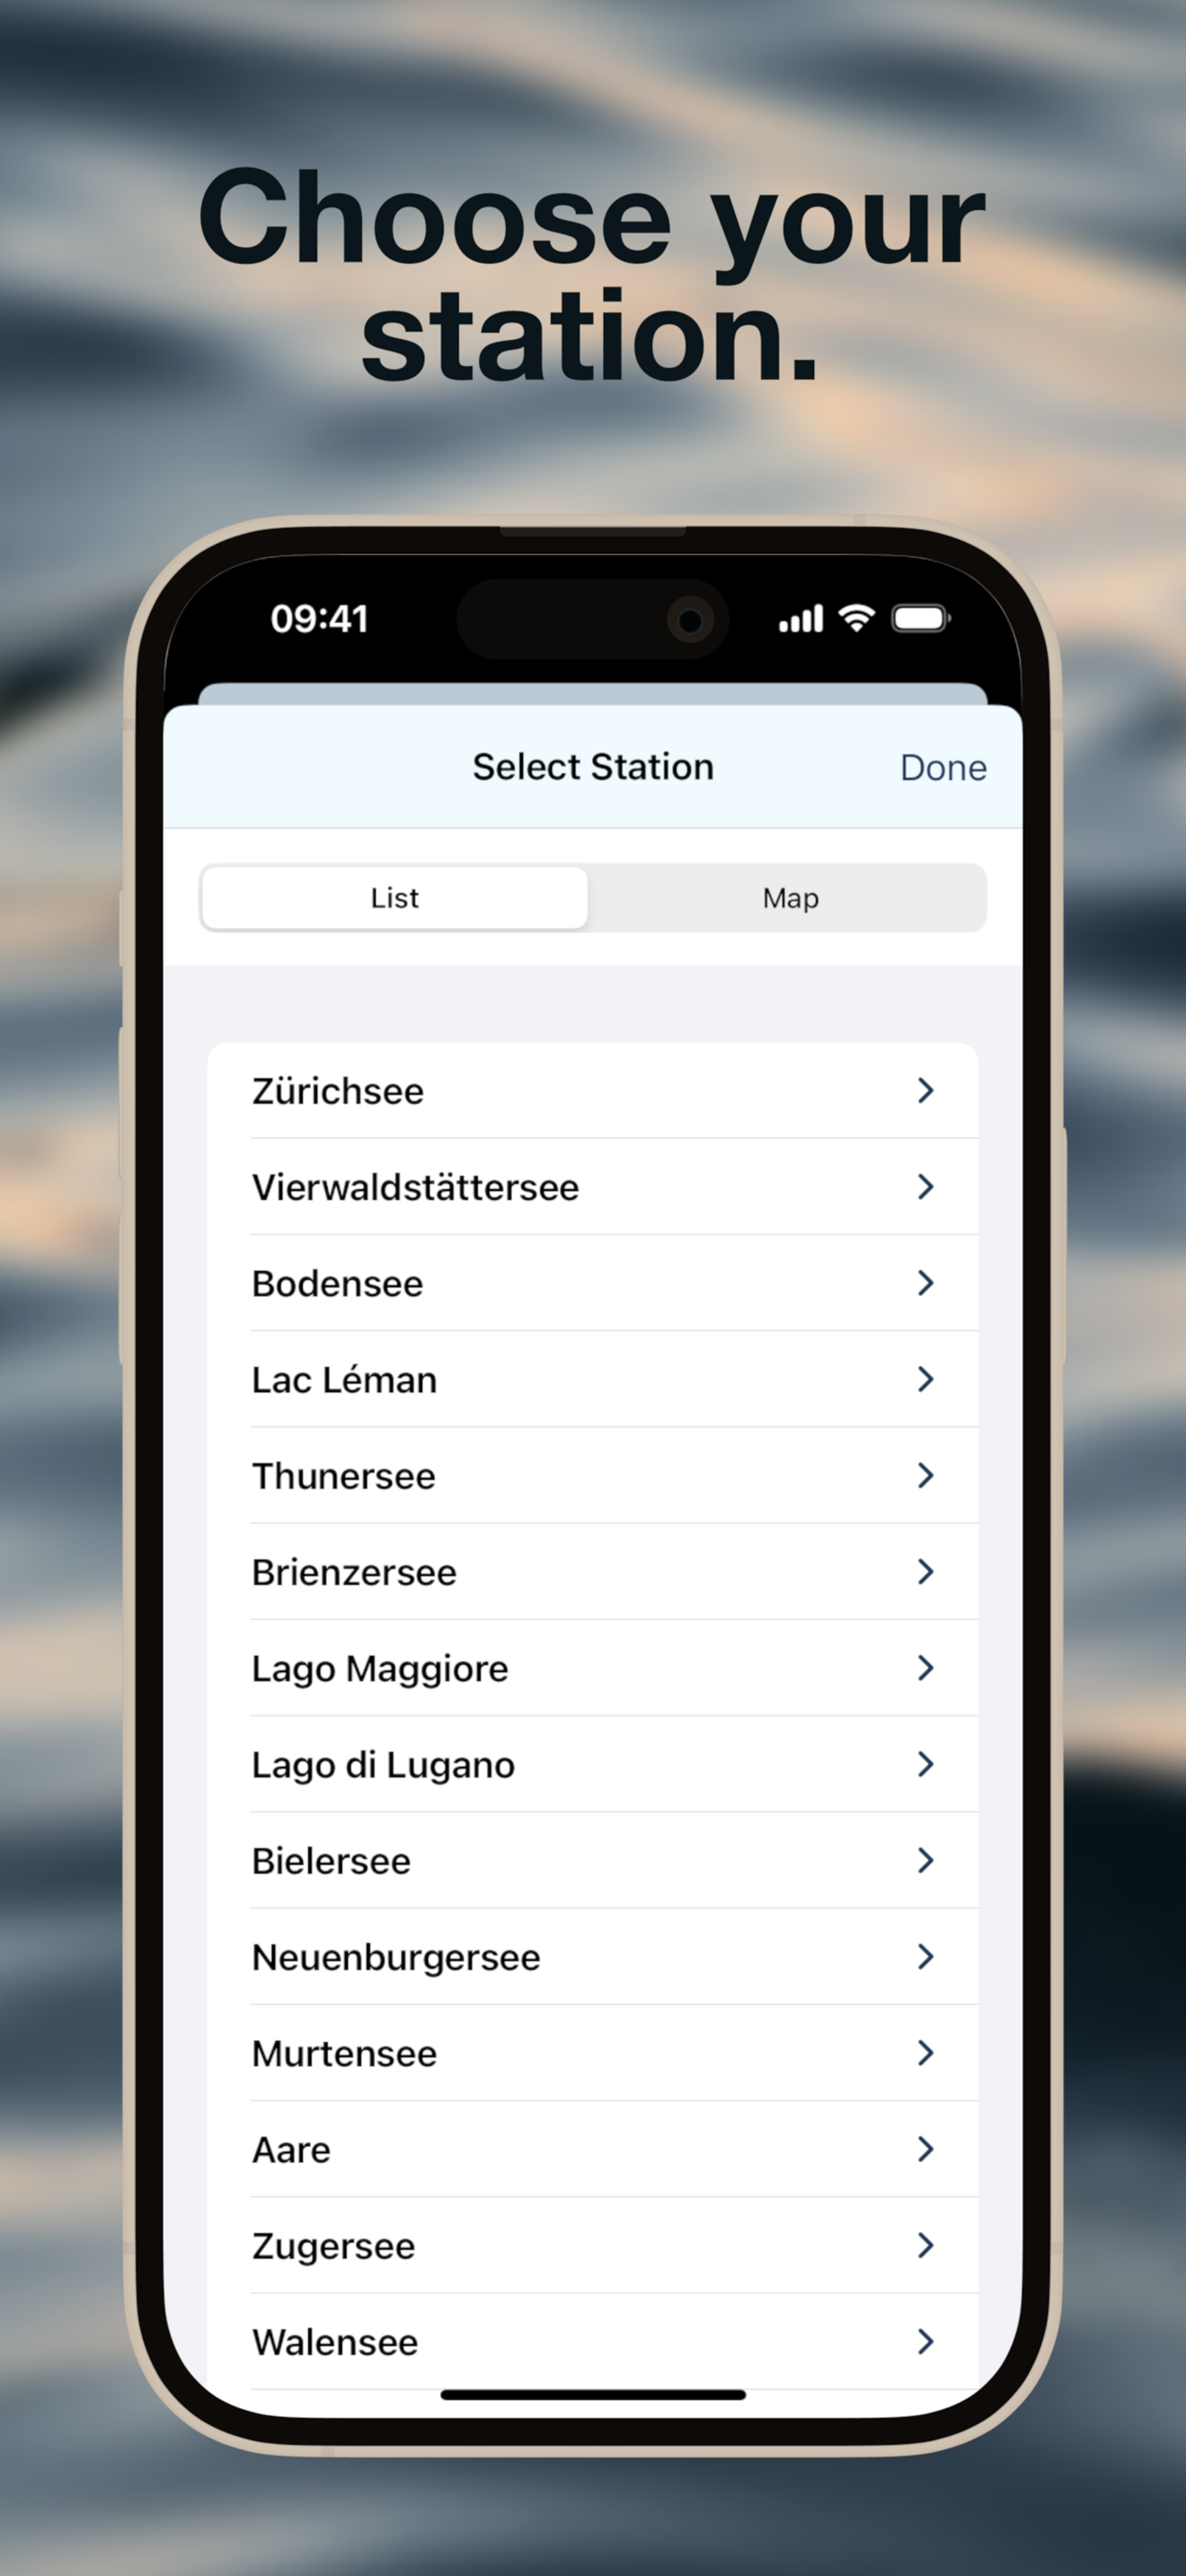 Choose your
station.
09:41
Select Station
Done
List
Map
Zürichsee
Vierwaldstättersee
Bodensee
Lac Léman
Thunersee
Brienzersee
Lago Maggiore
Lago di Lugano
Bielersee
Neuenburgersee
Murtensee
Aare
Zugersee
Walensee